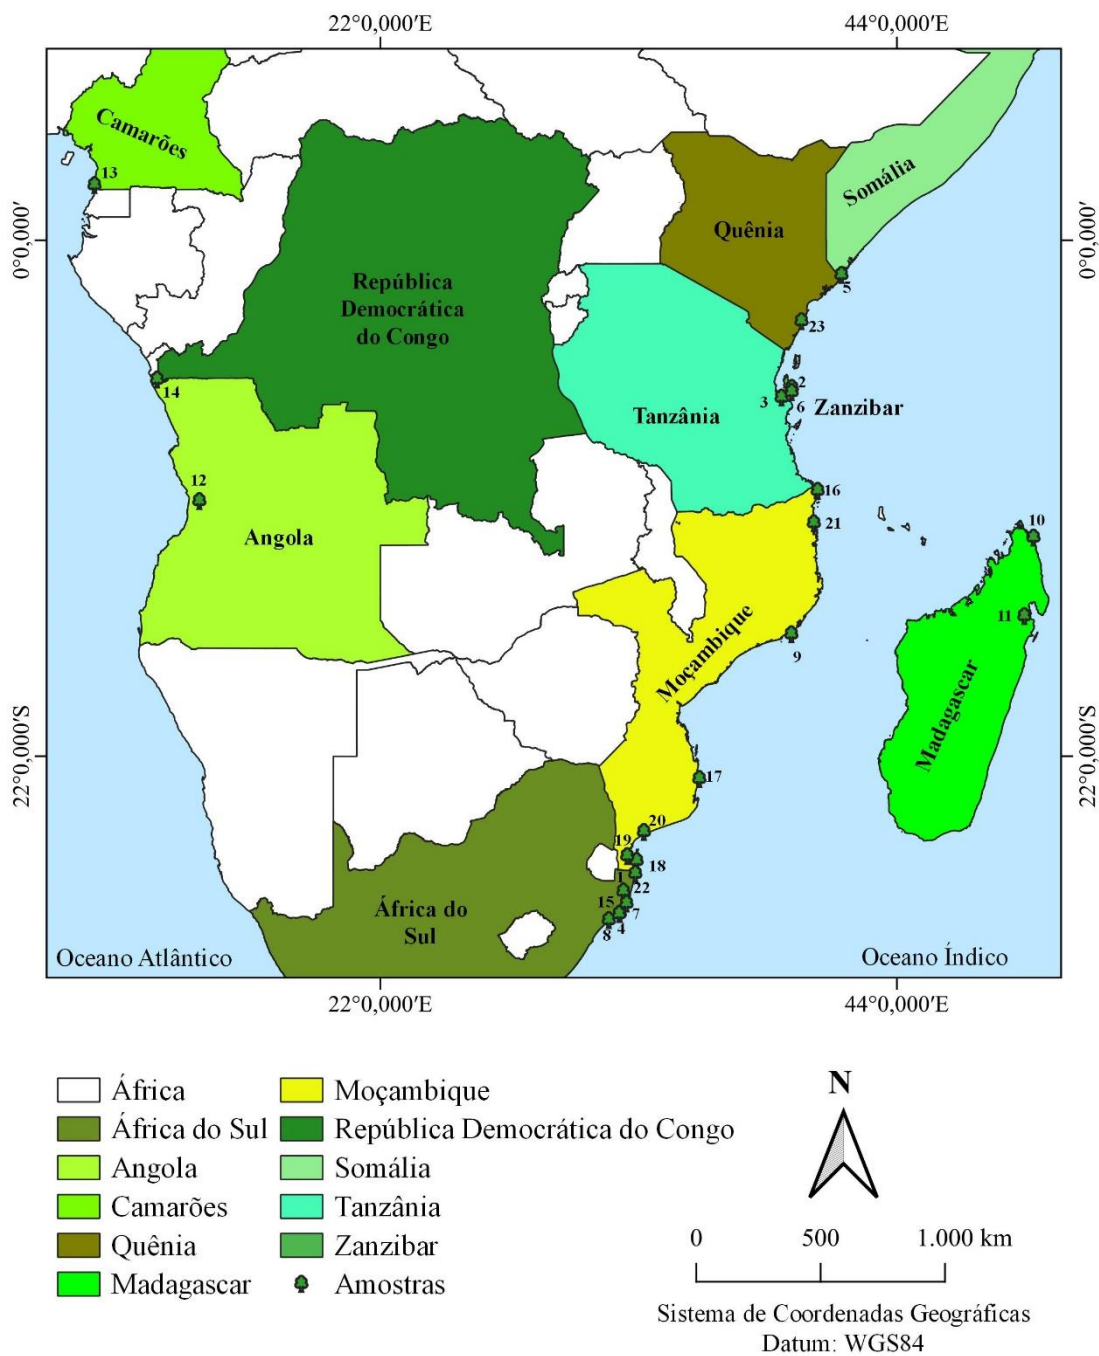 22°0,000′E
44°0,000′E
Camarões
13
Somália
Quênia
0°0,000′
0°0,000′
5
República
Democrática
do Congo
23
14
2
3
6
Zanzibar
Tanzânia
12
16
Angola
21
10
11
9
Moçambique
Madagascar
22°0,000′S
22°0,000′S
17
20
19
18
1
22
15
7
4
8
África do
Sul
Oceano Atlântico
Oceano Índico
22°0,000′E
44°0,000′E
África
África do Sul
Angola
Camarões
Quênia
Madagascar
Moçambique
República Democrática do Congo
Somália
Tanzânia
Zanzibar
Amostras
N
0 500 1.000 km
Sistema de Coordenadas Geográficas
Datum: WGS84